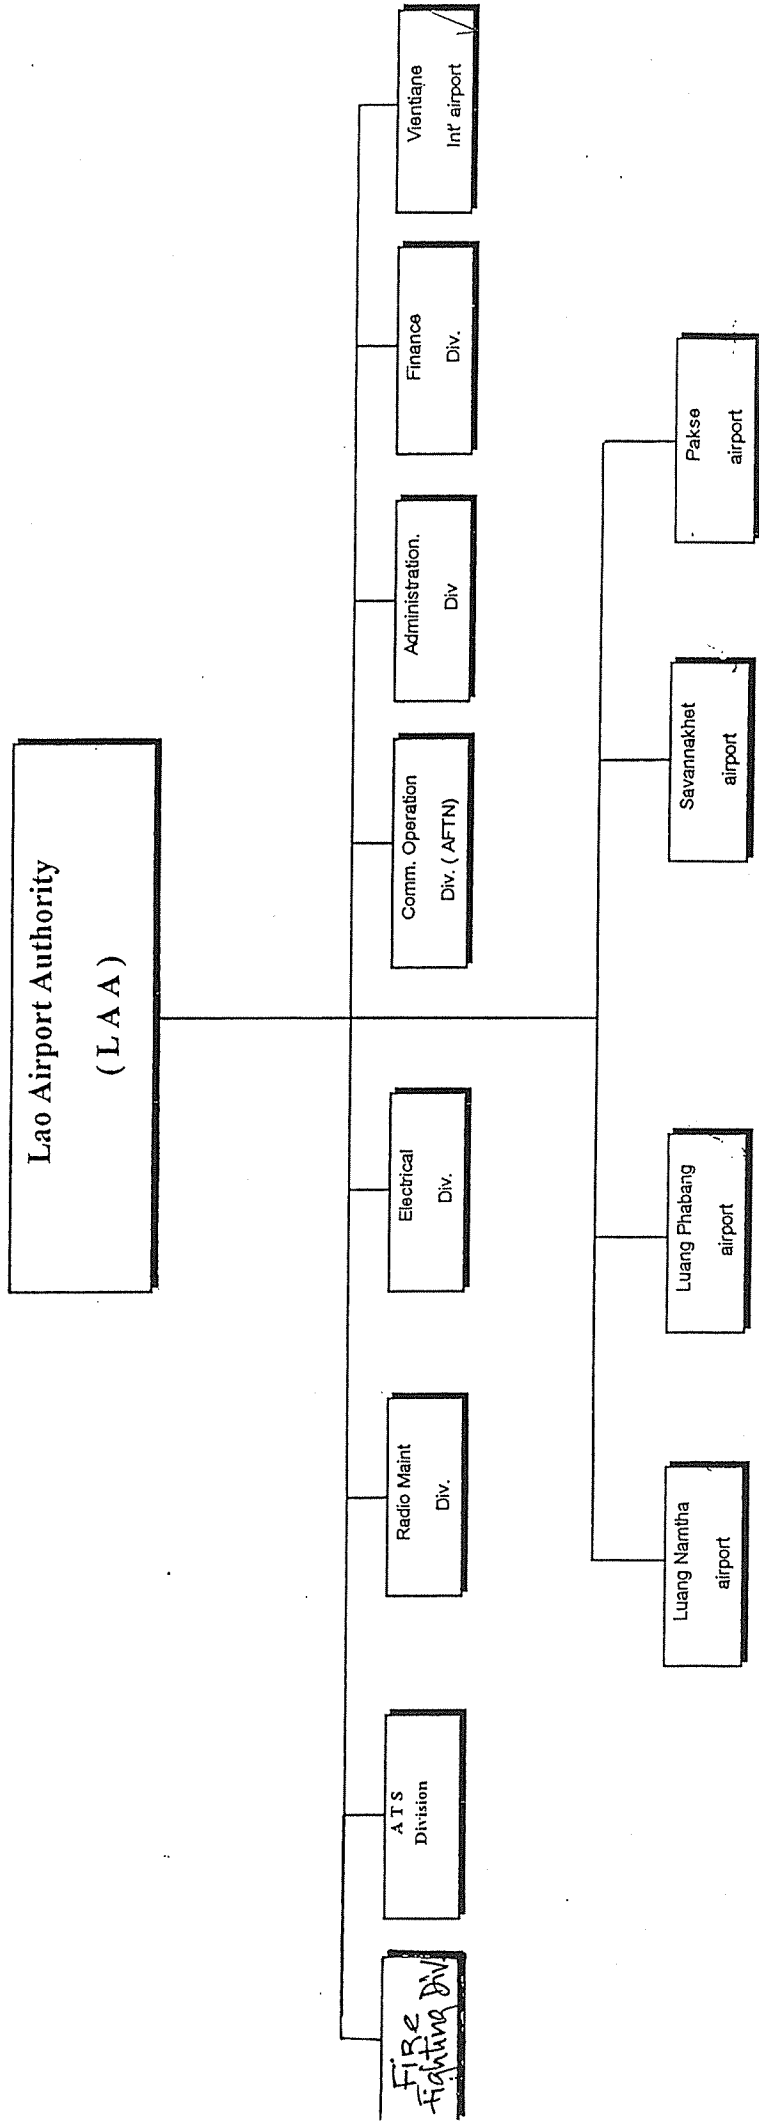 Lao Airport Authority
( L A A )
FIRe
Fighting Div.
A T S
Division
Radio Maint
Div.
Electrical
Div.
Comm. Operation
Div. ( AFTN)
Administration.
Div
Finance
Div.
Vientiane
Int' airport
Luang Namtha
airport
Luang Phabang
airport
Savannakhet
airport
Pakse
airport